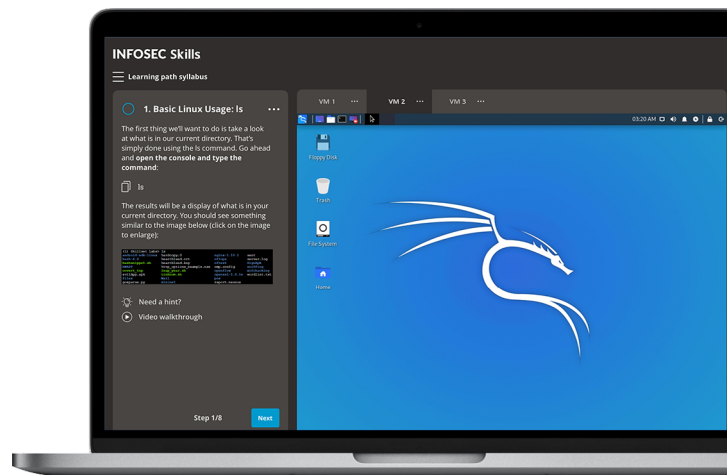 INFOSEC Skills
Learning path syllabus
1. Basic Linux Usage: ls
The first thing we'll want to do is take a look
at what is in our current directory. That's
simply done using the ls command. Go ahead
and open the console and type the
command:
ls
The results will be a display of what is in your
current directory. You should see something
similar to the image below (click on the image
to enlarge):
Need a hint?
Video walkthrough
Step 1/8
Next
VM 1
VM 2
VM 3
03:20 AM
Floppy Disk
Trash
File System
Home